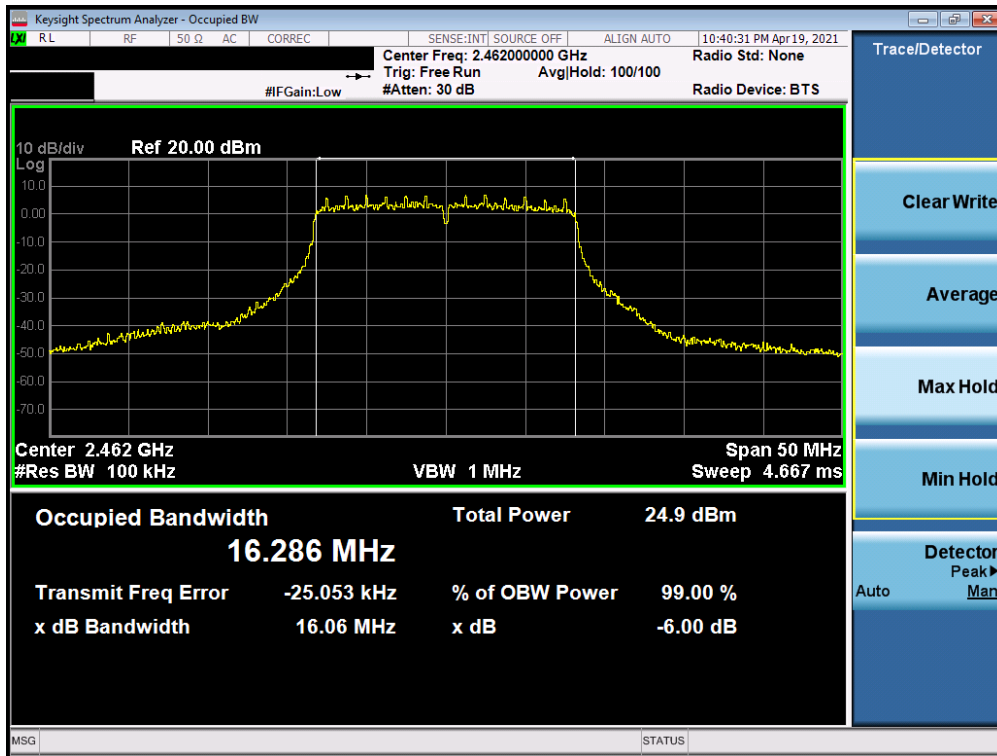 Keysight Spectrum Analyzer - Occupied BW
LXI RL RF 50 Ω AC CORREC SENSE:INT SOURCE OFF ALIGN AUTO 10:40:31 PM Apr 19, 2021
Center Freq: 2.462000000 GHz Radio Std: None
Trig: Free Run Avg|Hold: 100/100
#IFGain:Low #Atten: 30 dB Radio Device: BTS
Trace/Detector
10 dB/div Ref 20.00 dBm
Log
10.0
0.00
-10.0
-20.0
-30.0
-40.0
-50.0
-60.0
-70.0
Center 2.462 GHz Span 50 MHz
#Res BW 100 kHz VBW 1 MHz Sweep 4.667 ms
Occupied Bandwidth Total Power 24.9 dBm
16.286 MHz
Transmit Freq Error -25.053 kHz % of OBW Power 99.00 %
x dB Bandwidth 16.06 MHz x dB -6.00 dB
Clear Write
Average
Max Hold
Min Hold
Detector
Peak▶
Auto Man
MSG STATUS